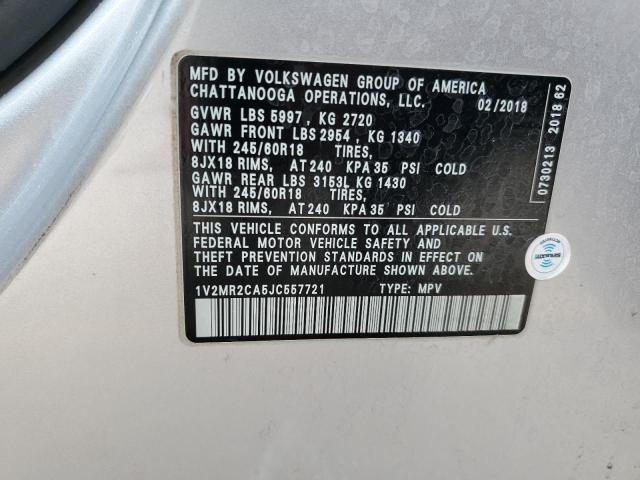 MFD BY VOLKSWAGEN GROUP OF AMERICA
CHATTANOOGA OPERATIONS, LLC. 02/2018
GVWR LBS 5997, KG 2720
GAWR FRONT LBS 2954, KG 1340
WITH 245/60R18 TIRES,
8JX18 RIMS, AT 240 KPA 35 PSI COLD
GAWR REAR LBS 3153L KG 1430
WITH 245/60R18 TIRES,
8JX18 RIMS, AT 240 KPA 35 PSI COLD
THIS VEHICLE CONFORMS TO ALL APPLICABLE U.S.
FEDERAL MOTOR VEHICLE SAFETY AND
THEFT PREVENTION STANDARDS IN EFFECT ON
THE DATE OF MANUFACTURE SHOWN ABOVE.
1V2MR2CA5JC557721 TYPE: MPV
0730213 2018 62